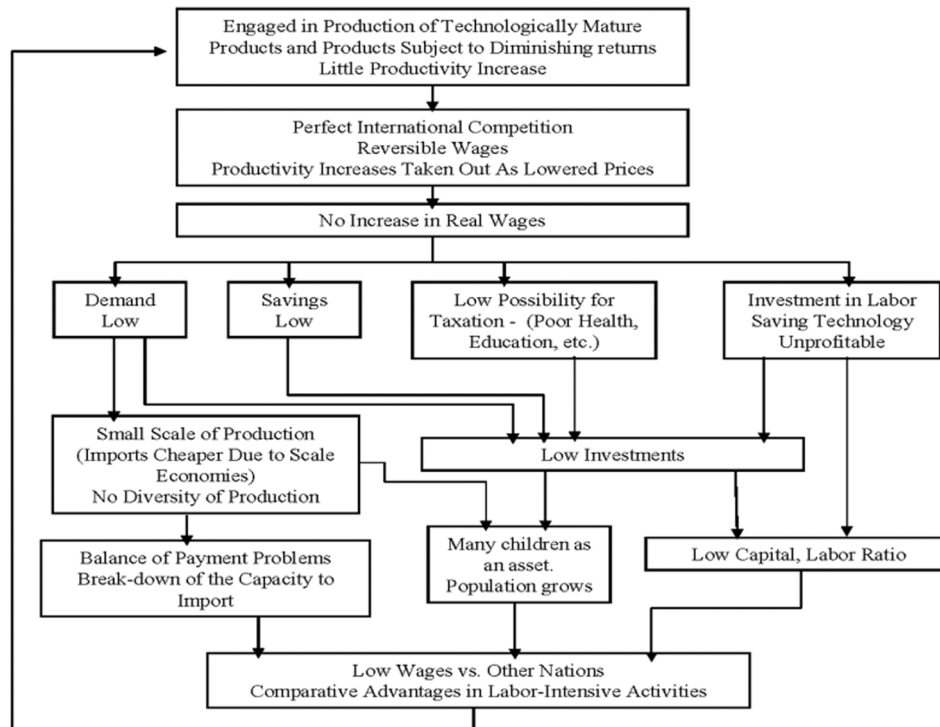 Engaged in Production of Technologically Mature
Products and Products Subject to Diminishing returns
Little Productivity Increase
Perfect International Competition
Reversible Wages
Productivity Increases Taken Out As Lowered Prices
No Increase in Real Wages
Demand
Low
Savings
Low
Low Possibility for
Taxation - (Poor Health,
Education, etc.)
Investment in Labor
Saving Technology
Unprofitable
Small Scale of Production
(Imports Cheaper Due to Scale
Economies)
No Diversity of Production
Low Investments
Balance of Payment Problems
Break-down of the Capacity to
Import
Many children as
an asset.
Population grows
Low Capital, Labor Ratio
Low Wages vs. Other Nations
Comparative Advantages in Labor-Intensive Activities